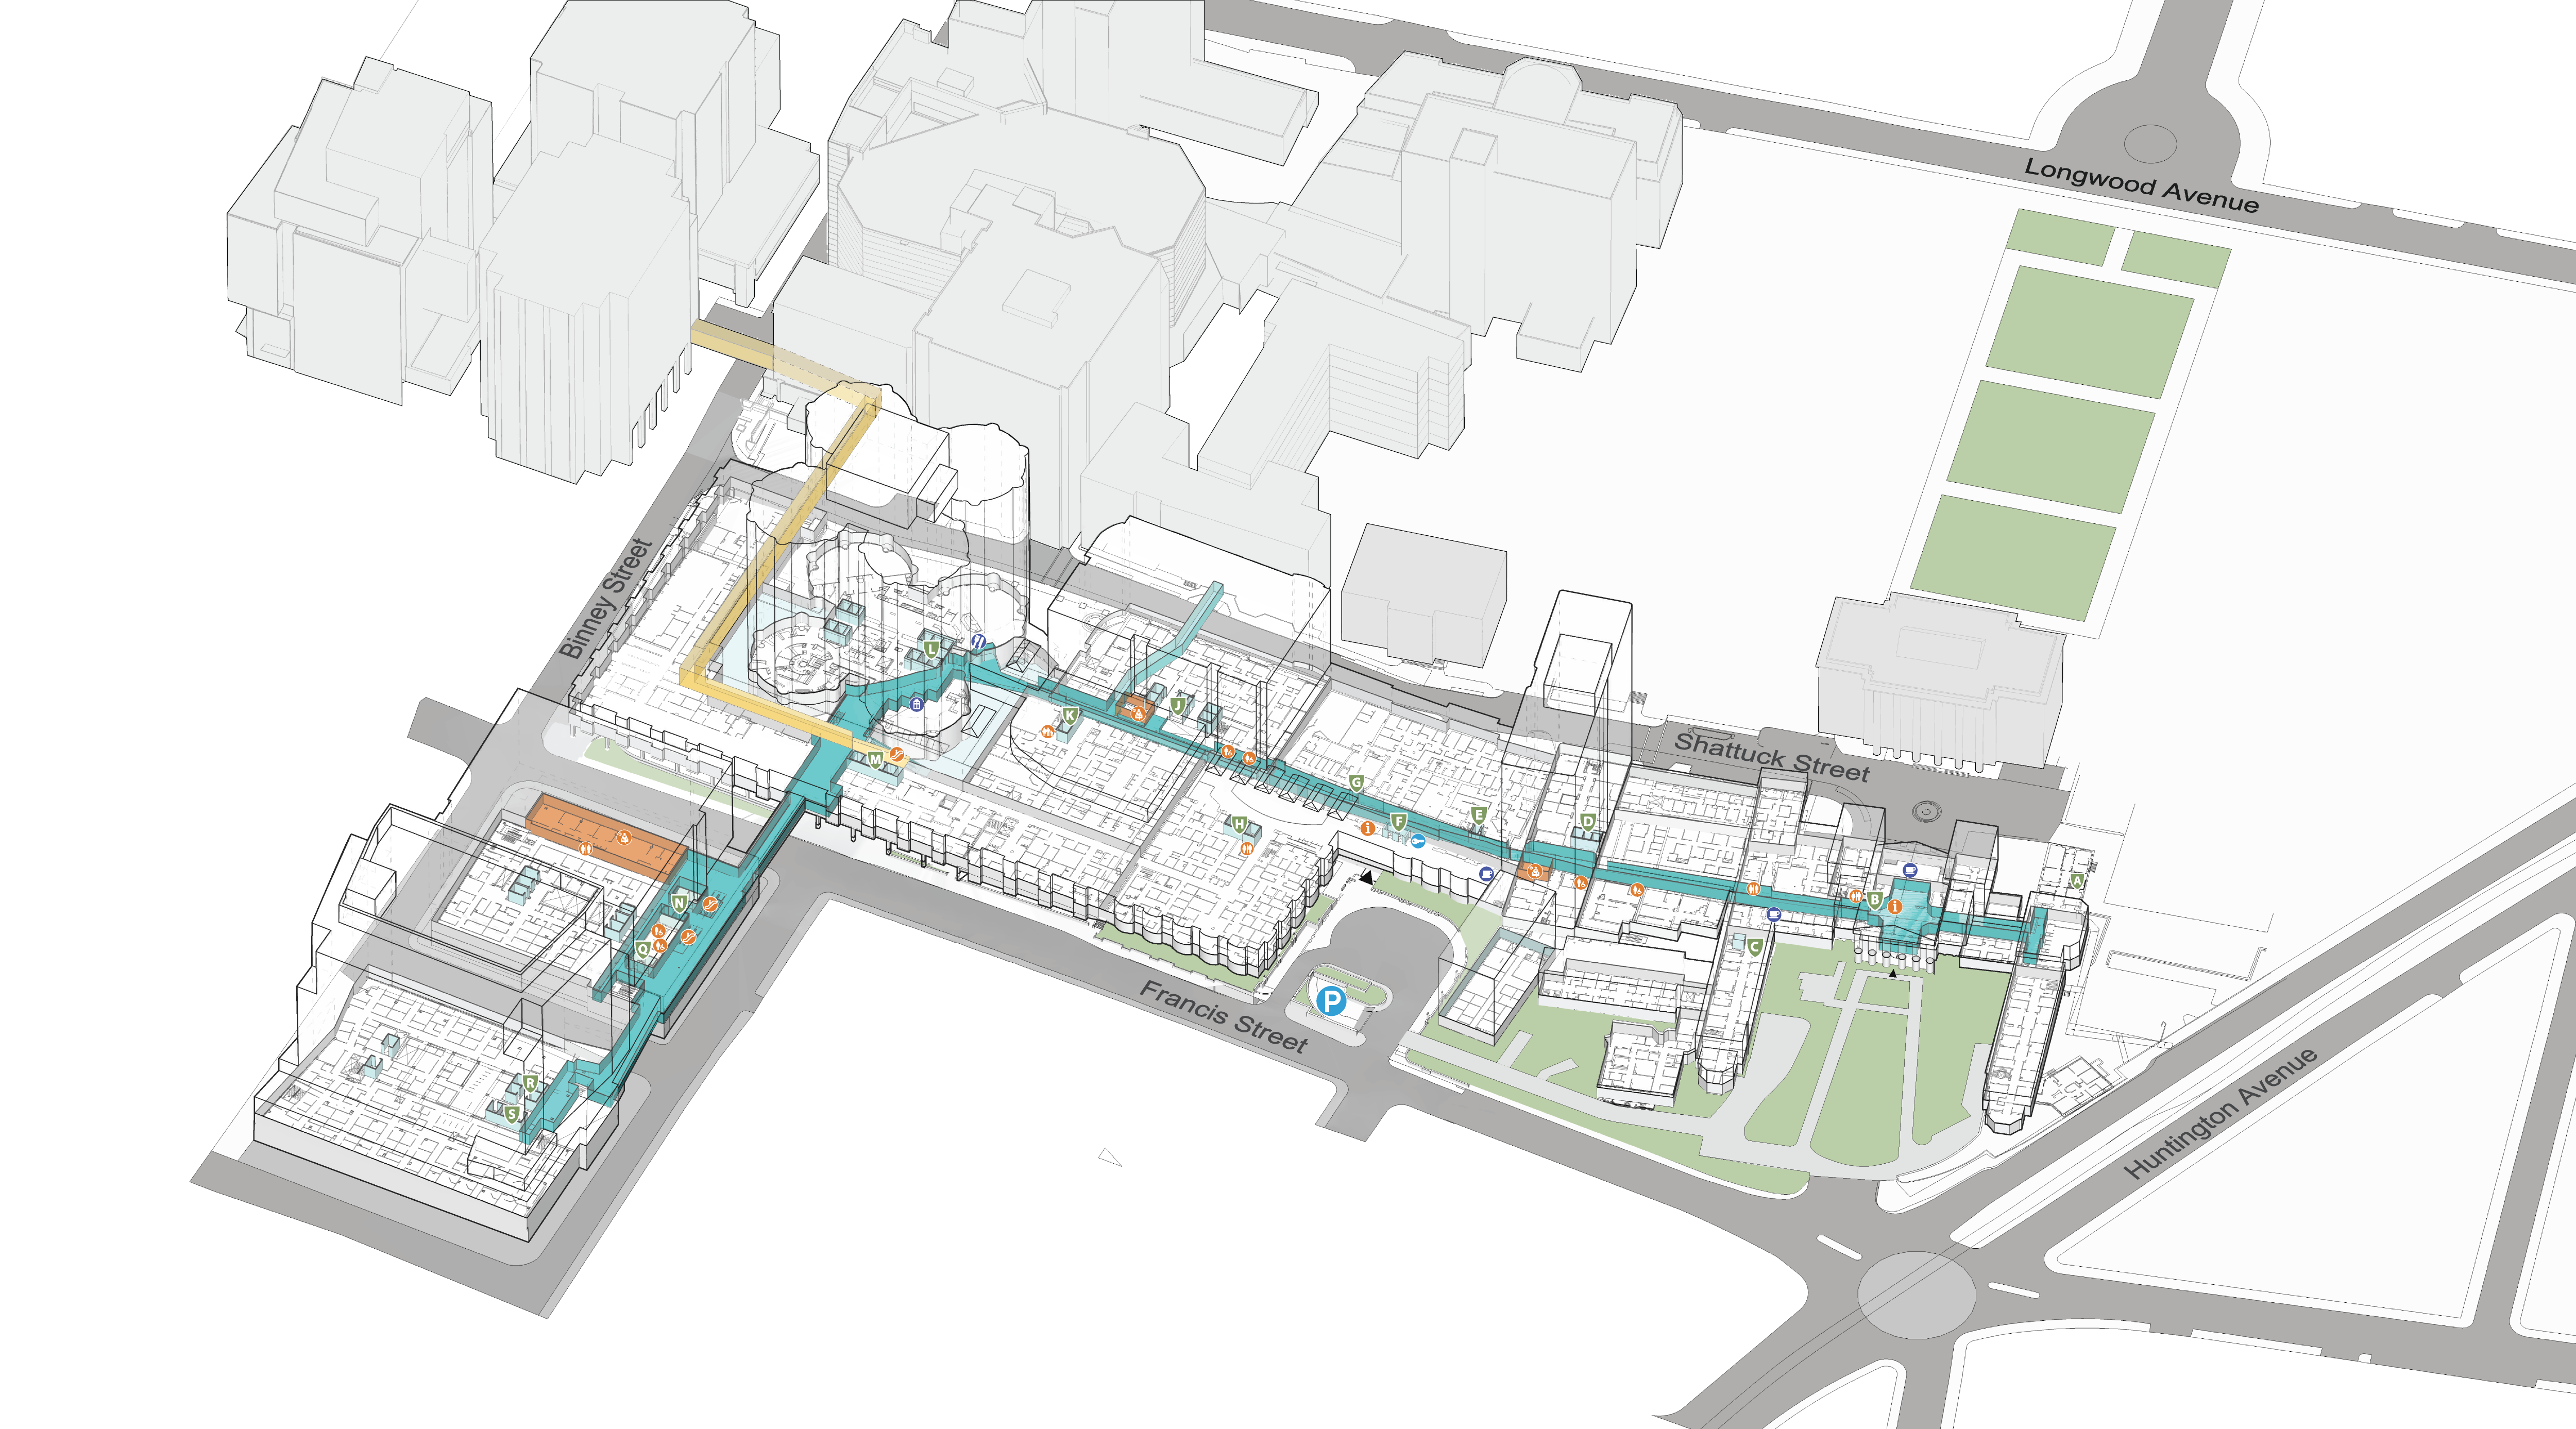 Longwood Avenue
Binney Street
Shattuck Street
Francis Street
Huntington Avenue
L
K
J
M
G
H
F
E
D
i
N
Q
R
S
P
B
i
A
C